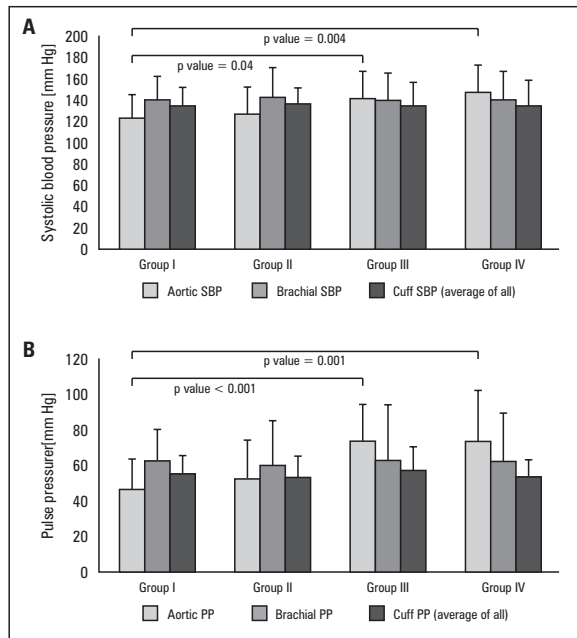 A
p value = 0.004
p value = 0.04
Systolic blood pressure [mm Hg]
200
180
160
140
120
100
80
60
40
20
0
Group I Group II Group III Group IV
Aortic SBP Brachial SBP Cuff SBP (average of all)
B
p value = 0.001
p value < 0.001
Pulse pressurer[mm Hg]
120
100
80
60
40
20
0
Group I Group II Group III Group IV
Aortic PP Brachial PP Cuff PP (average of all)